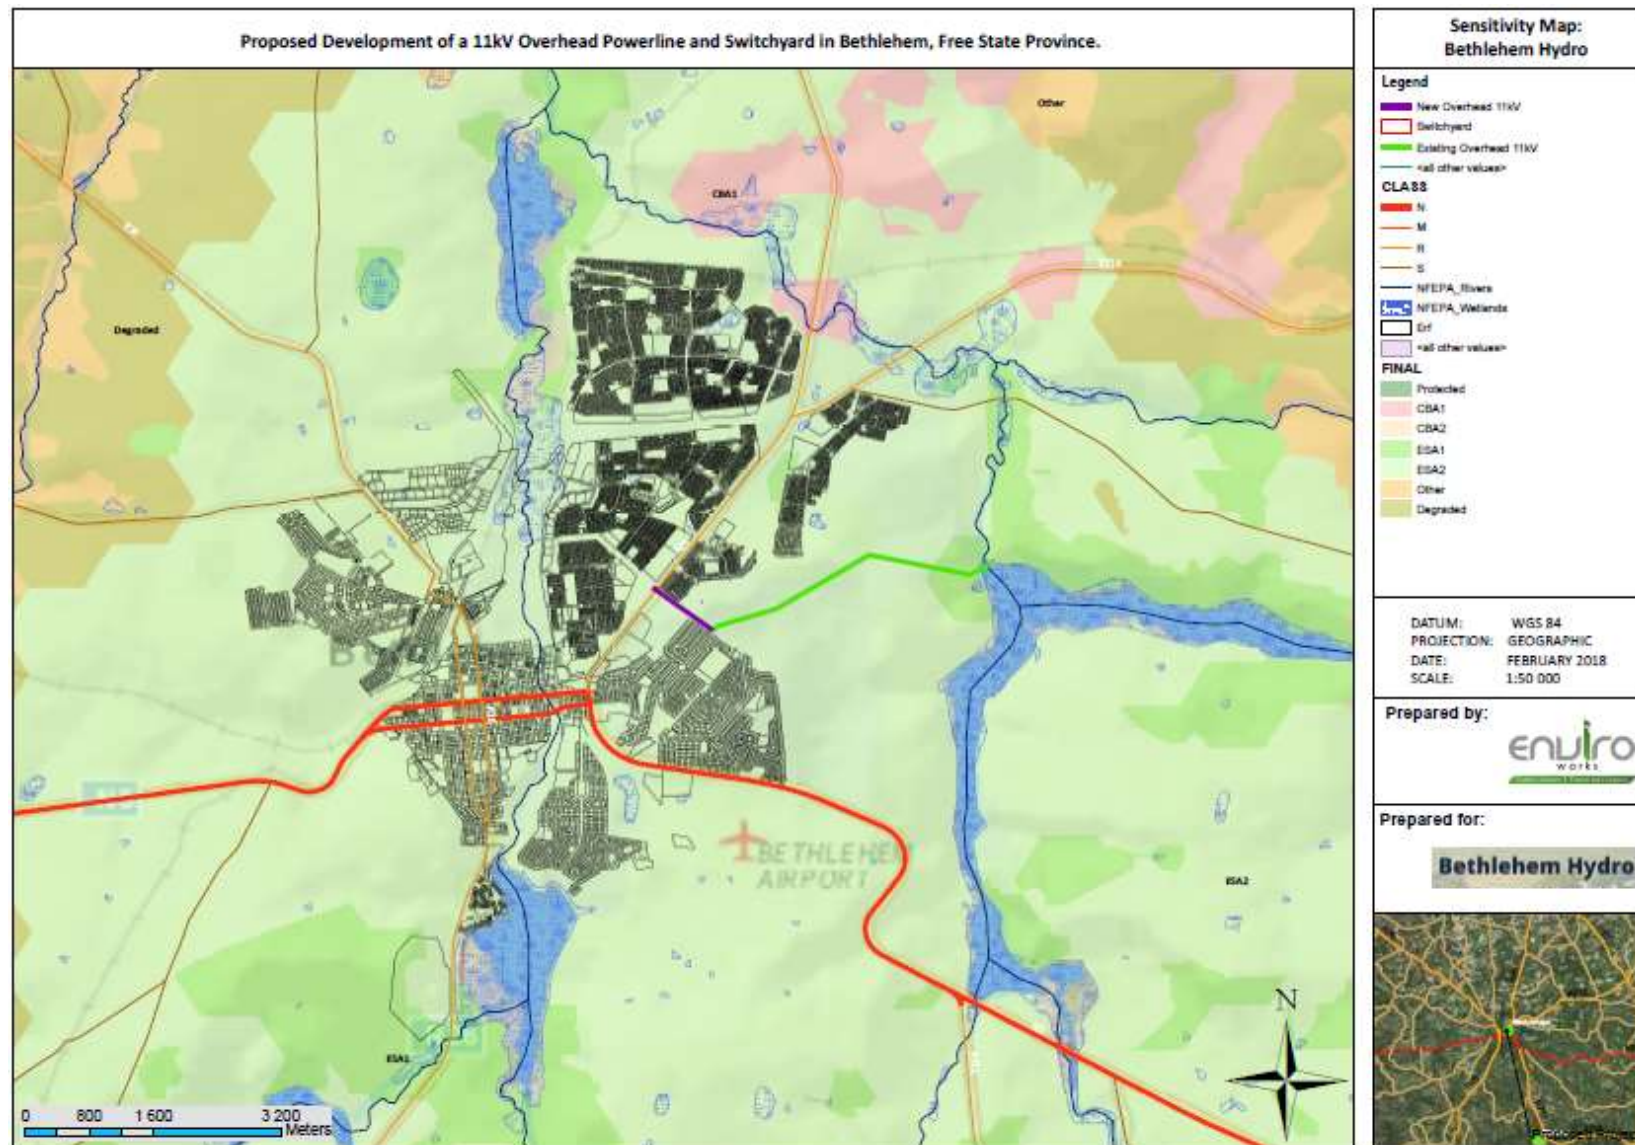 Proposed Development of a 11kV Overhead Powerline and Switchyard in Bethlehem, Free State Province.
Sensitivity Map:
Bethlehem Hydro
Legend
New Overhead 11kV
Switchyard
Existing Overhead 11kV
<all other values>
CLASS
N
M
R
S
NFEPA_Rivers
NFEPA_Wetlands
Erf
<all other values>
FINAL
Protected
CBA1
CBA2
ESA1
ESA2
Other
Degraded
DATUM: WGS 84
PROJECTION: GEOGRAPHIC
DATE: FEBRUARY 2018
SCALE: 1:50 000
Prepared by:
enviro
works
Prepared for:
Bethlehem Hydro
Other
CBA1
Degraded
BETHLEHEM
AIRPORT
ESA2
ESA1
N
0 800 1 600 3 200
Meters